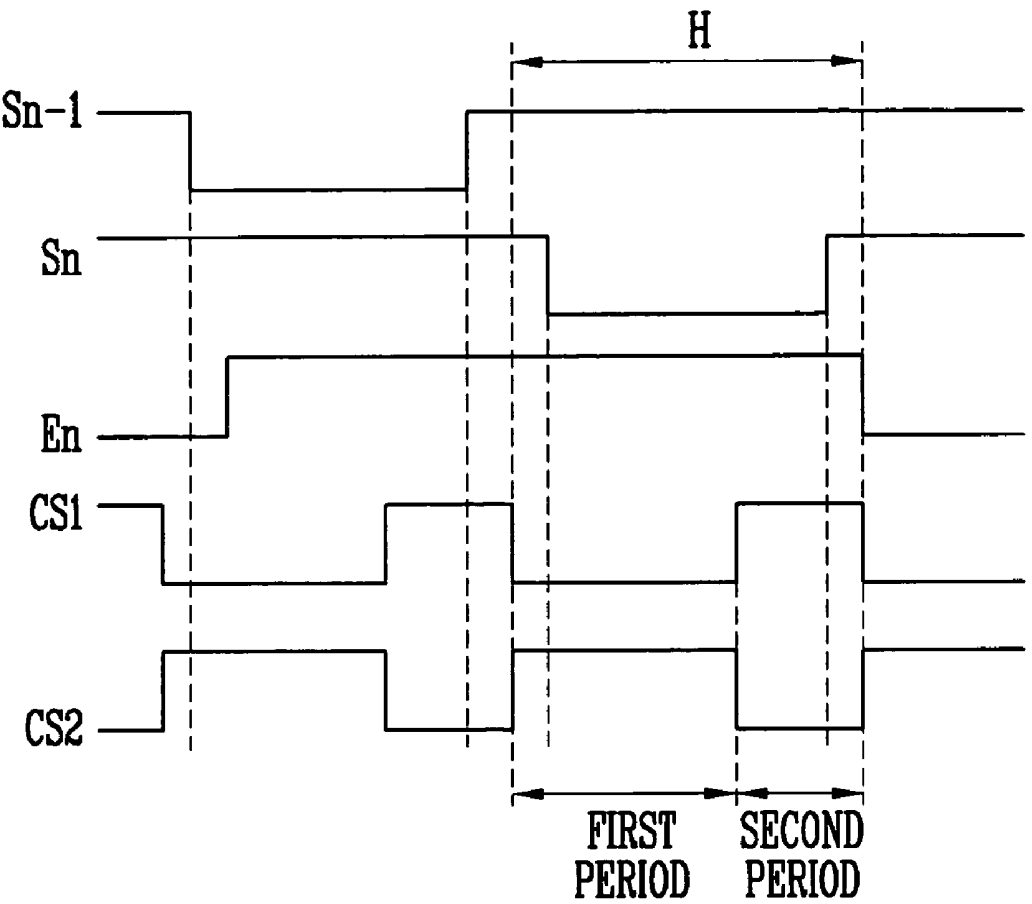 H
Sn-1
Sn
En
CS1
CS2
FIRST
PERIOD
SECOND
PERIOD